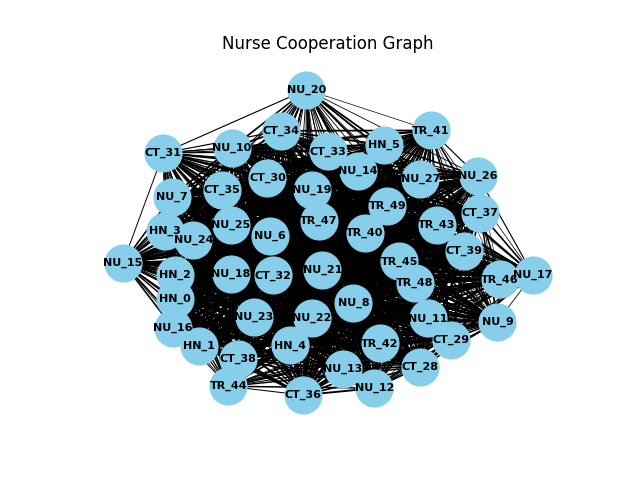 Nurse Cooperation Graph
NU_20
TR_41
CT_34
HN_5
NU_10
CT_33
CT_31
NU_14
NU_26
CT_30
NU_27
CT_35
NU_19
NU_7
TR_49
CT_37
TR_47
NU_25
TR_43
HN_3
TR_40
NU_6
NU_24
CT_39
TR_45
NU_15
NU_21
NU_18
CT_32
HN_2
NU_17
TR_46
TR_48
HN_0
NU_8
NU_23
NU_22
NU_11
NU_9
NU_16
CT_29
TR_42
HN_1
HN_4
CT_38
CT_28
NU_13
TR_44
NU_12
CT_36